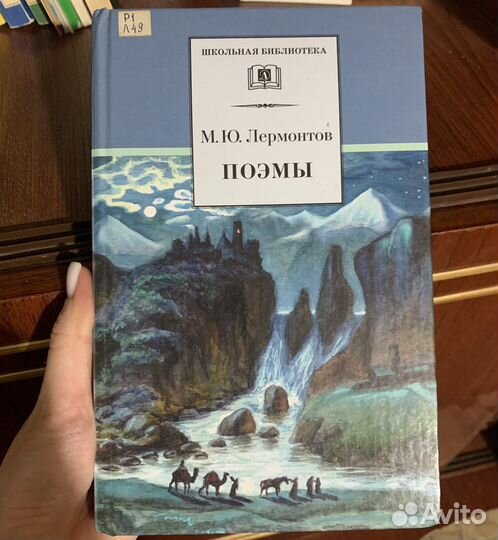 Р1
Л49
ШКОЛЬНАЯ БИБЛИОТЕКА
М. Ю. Лермонтов
ПОЭМЫ
Avito